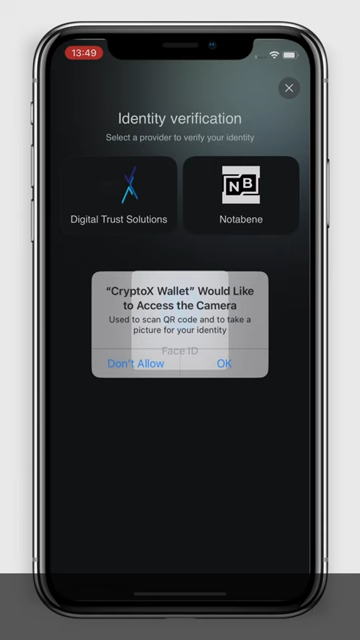 13:49
Identity verification
Select a provider to verify your identity
Digital Trust Solutions
NB
Notabene
“CryptoX Wallet” Would Like
to Access the Camera
Used to scan QR code and to take a
picture for your identity
Face ID
Don't Allow
OK